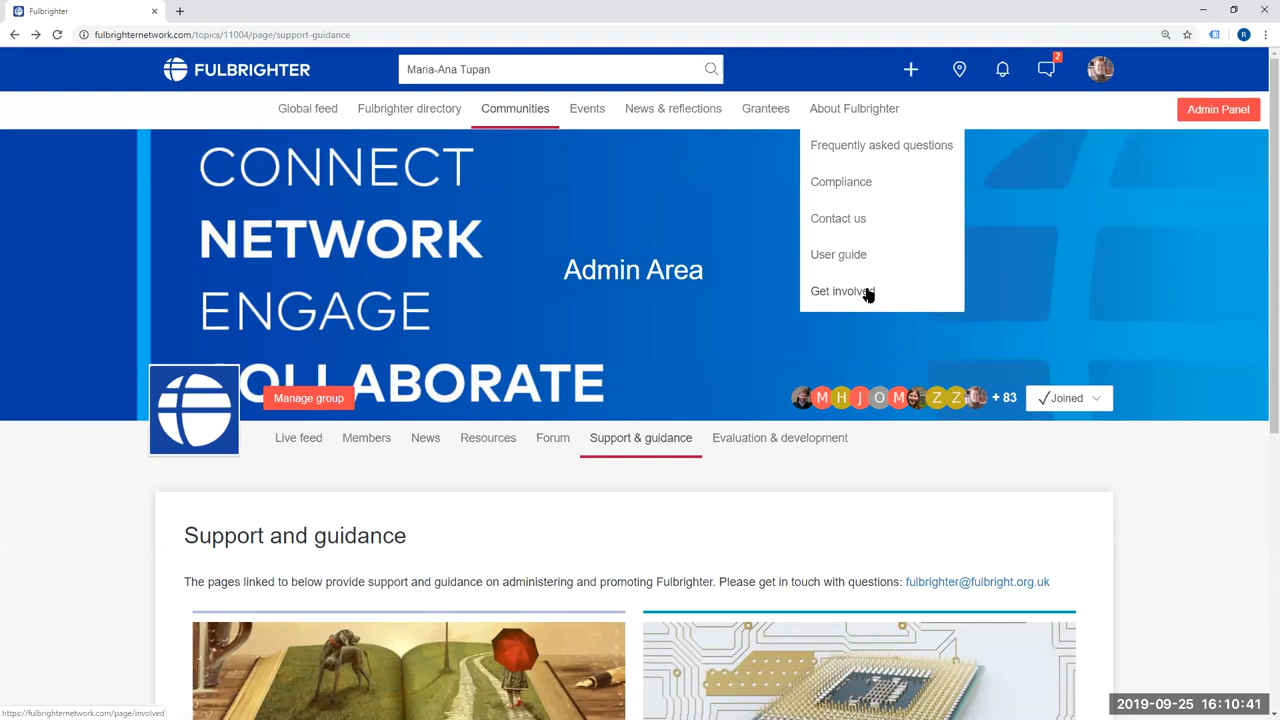 Fulbrighter
fulbrighternetwork.com/topics/11004/page/support-guidance
R
FULBRIGHTER
Maria-Ana Tupan
2
Global feed
Fulbrighter directory
Communities
Events
News & reflections
Grantees
About Fulbrighter
Admin Panel
Frequently asked questions
Compliance
Contact us
User guide
Get involved
CONNECT
NETWORK
ENGAGE
COLLABORATE
Admin Area
Manage group
M H J O M Z Z
+ 83
Joined
Live feed
Members
News
Resources
Forum
Support & guidance
Evaluation & development
Support and guidance
The pages linked to below provide support and guidance on administering and promoting Fulbrighter. Please get in touch with questions: fulbrighter@fulbright.org.uk
https://fulbrighternetwork.com/page/involved
2019-09-25 16:10:41